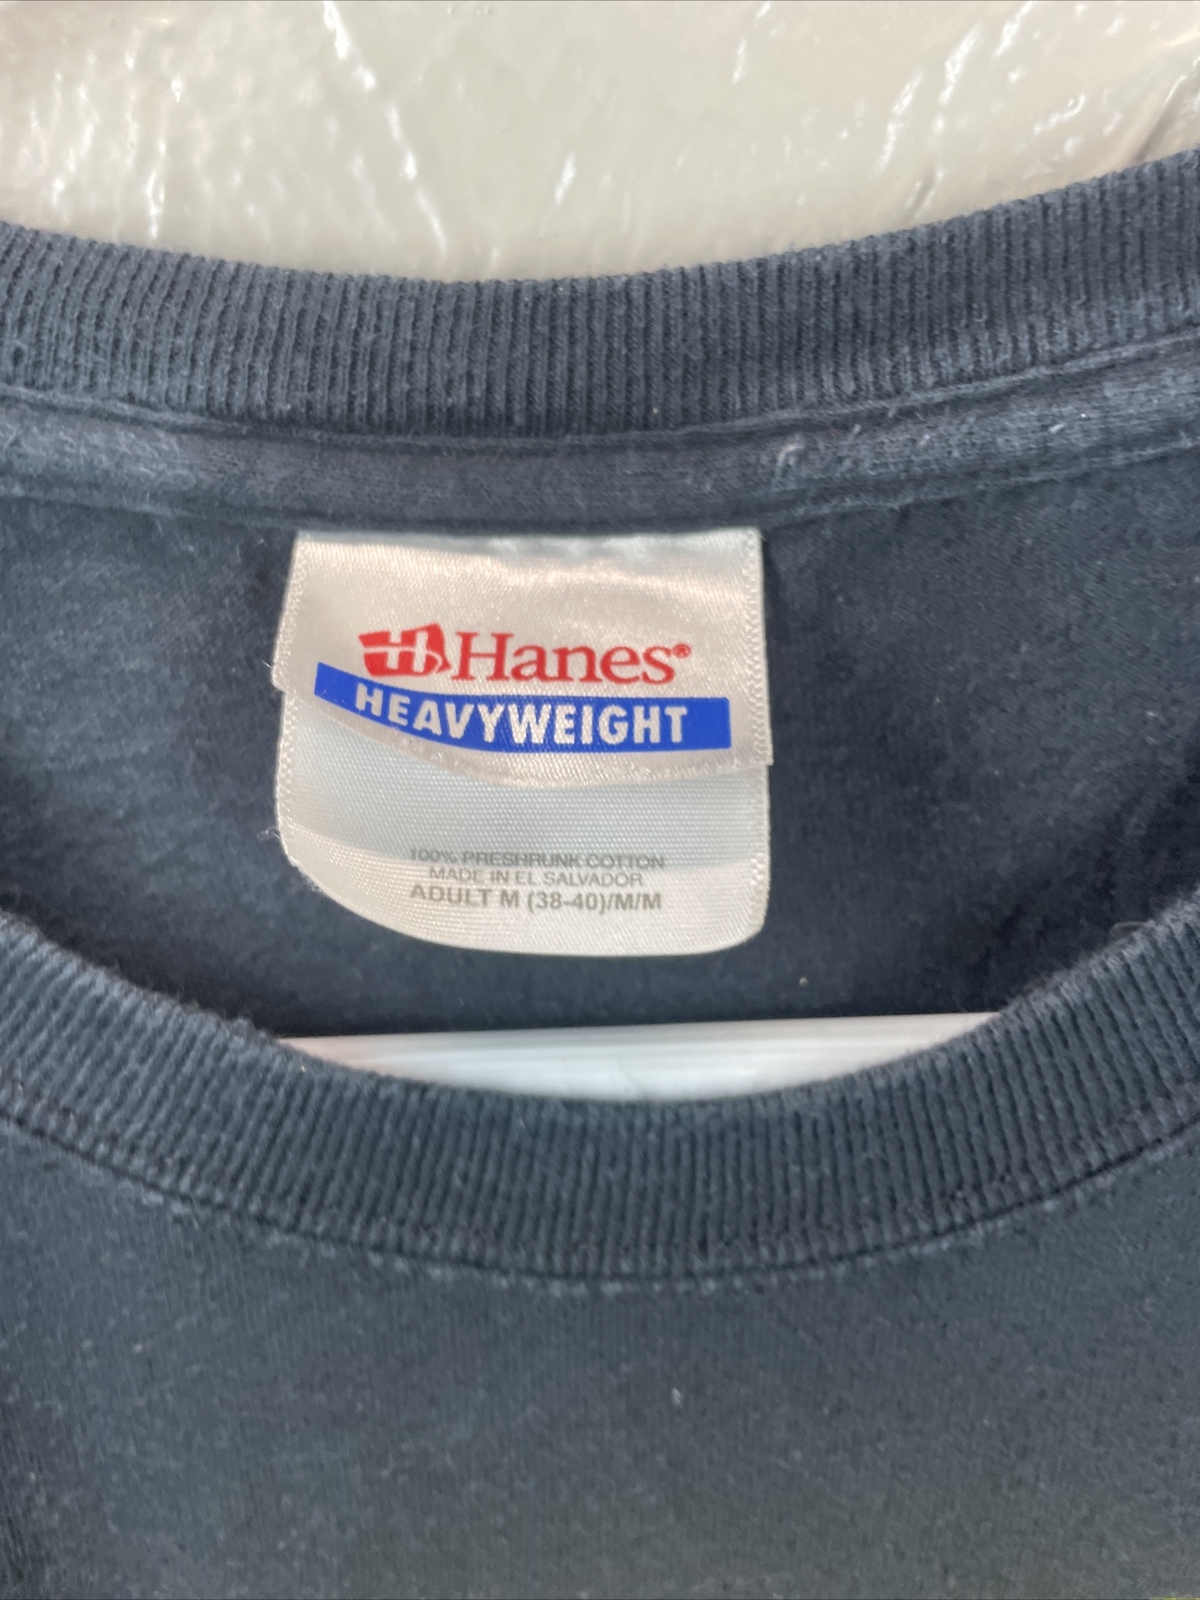 Hanes®
HEAVYWEIGHT
100% PRESHRUNK COTTON
MADE IN EL SALVADOR
ADULT M (38-40)/M/M